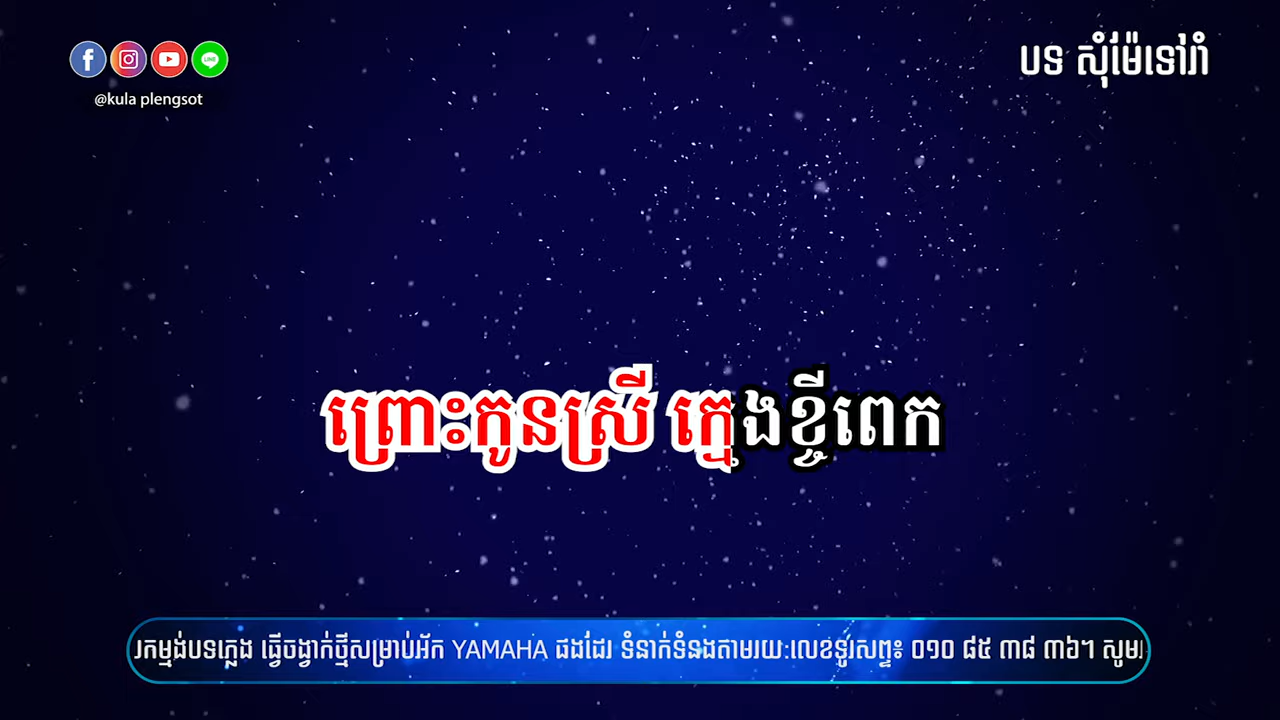 បទ សុំម៉ែទៅរាំ
@kula plengsot
ព្រោះកូនស្រី ក្មេងខ្ចីពេក
រកម្មង់បទភ្លេង ធ្វើចង្វាក់ថ្មីសម្រាប់អ័ក YAMAHA ផងដែរ ទំនាក់ទំនងតាមរយៈលេខទូរសព្ទ៖ ០១០ ៨៥ ៣៨ ៣៦។ សូម